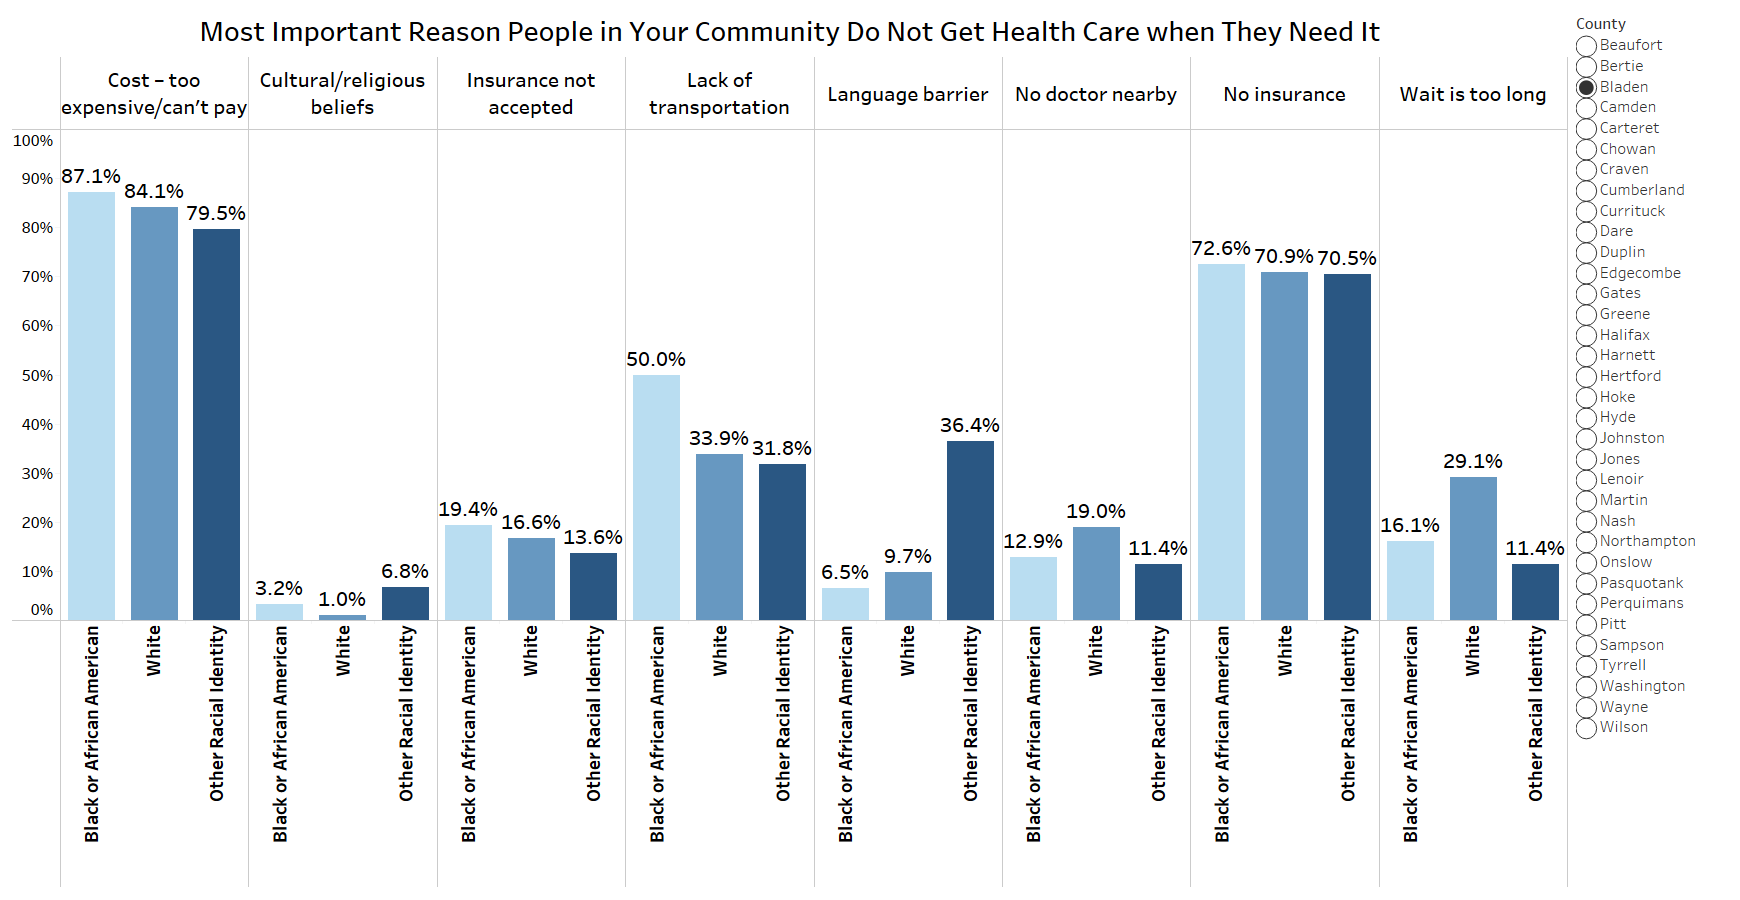 Most Important Reason People in Your Community Do Not Get Health Care when They Need It
Cost – too
expensive/can't pay
Cultural/religious
beliefs
Insurance not
accepted
Lack of
transportation
Language barrier
No doctor nearby
No insurance
Wait is too long
100%
90%
80%
70%
60%
50%
40%
30%
20%
10%
0%
87.1%
84.1%
79.5%
3.2%
1.0%
6.8%
19.4%
16.6%
13.6%
50.0%
33.9%
31.8%
6.5%
9.7%
36.4%
12.9%
19.0%
11.4%
72.6%
70.9%
70.5%
16.1%
29.1%
11.4%
Black or African American
White
Other Racial Identity
Black or African American
White
Other Racial Identity
Black or African American
White
Other Racial Identity
Black or African American
White
Other Racial Identity
Black or African American
White
Other Racial Identity
Black or African American
White
Other Racial Identity
Black or African American
White
Other Racial Identity
Black or African American
White
Other Racial Identity
County
Beaufort
Bertie
Bladen
Camden
Carteret
Chowan
Craven
Cumberland
Currituck
Dare
Duplin
Edgecombe
Gates
Greene
Halifax
Harnett
Hertford
Hoke
Hyde
Johnston
Jones
Lenoir
Martin
Nash
Northampton
Onslow
Pasquotank
Perquimans
Pitt
Sampson
Tyrrell
Washington
Wayne
Wilson